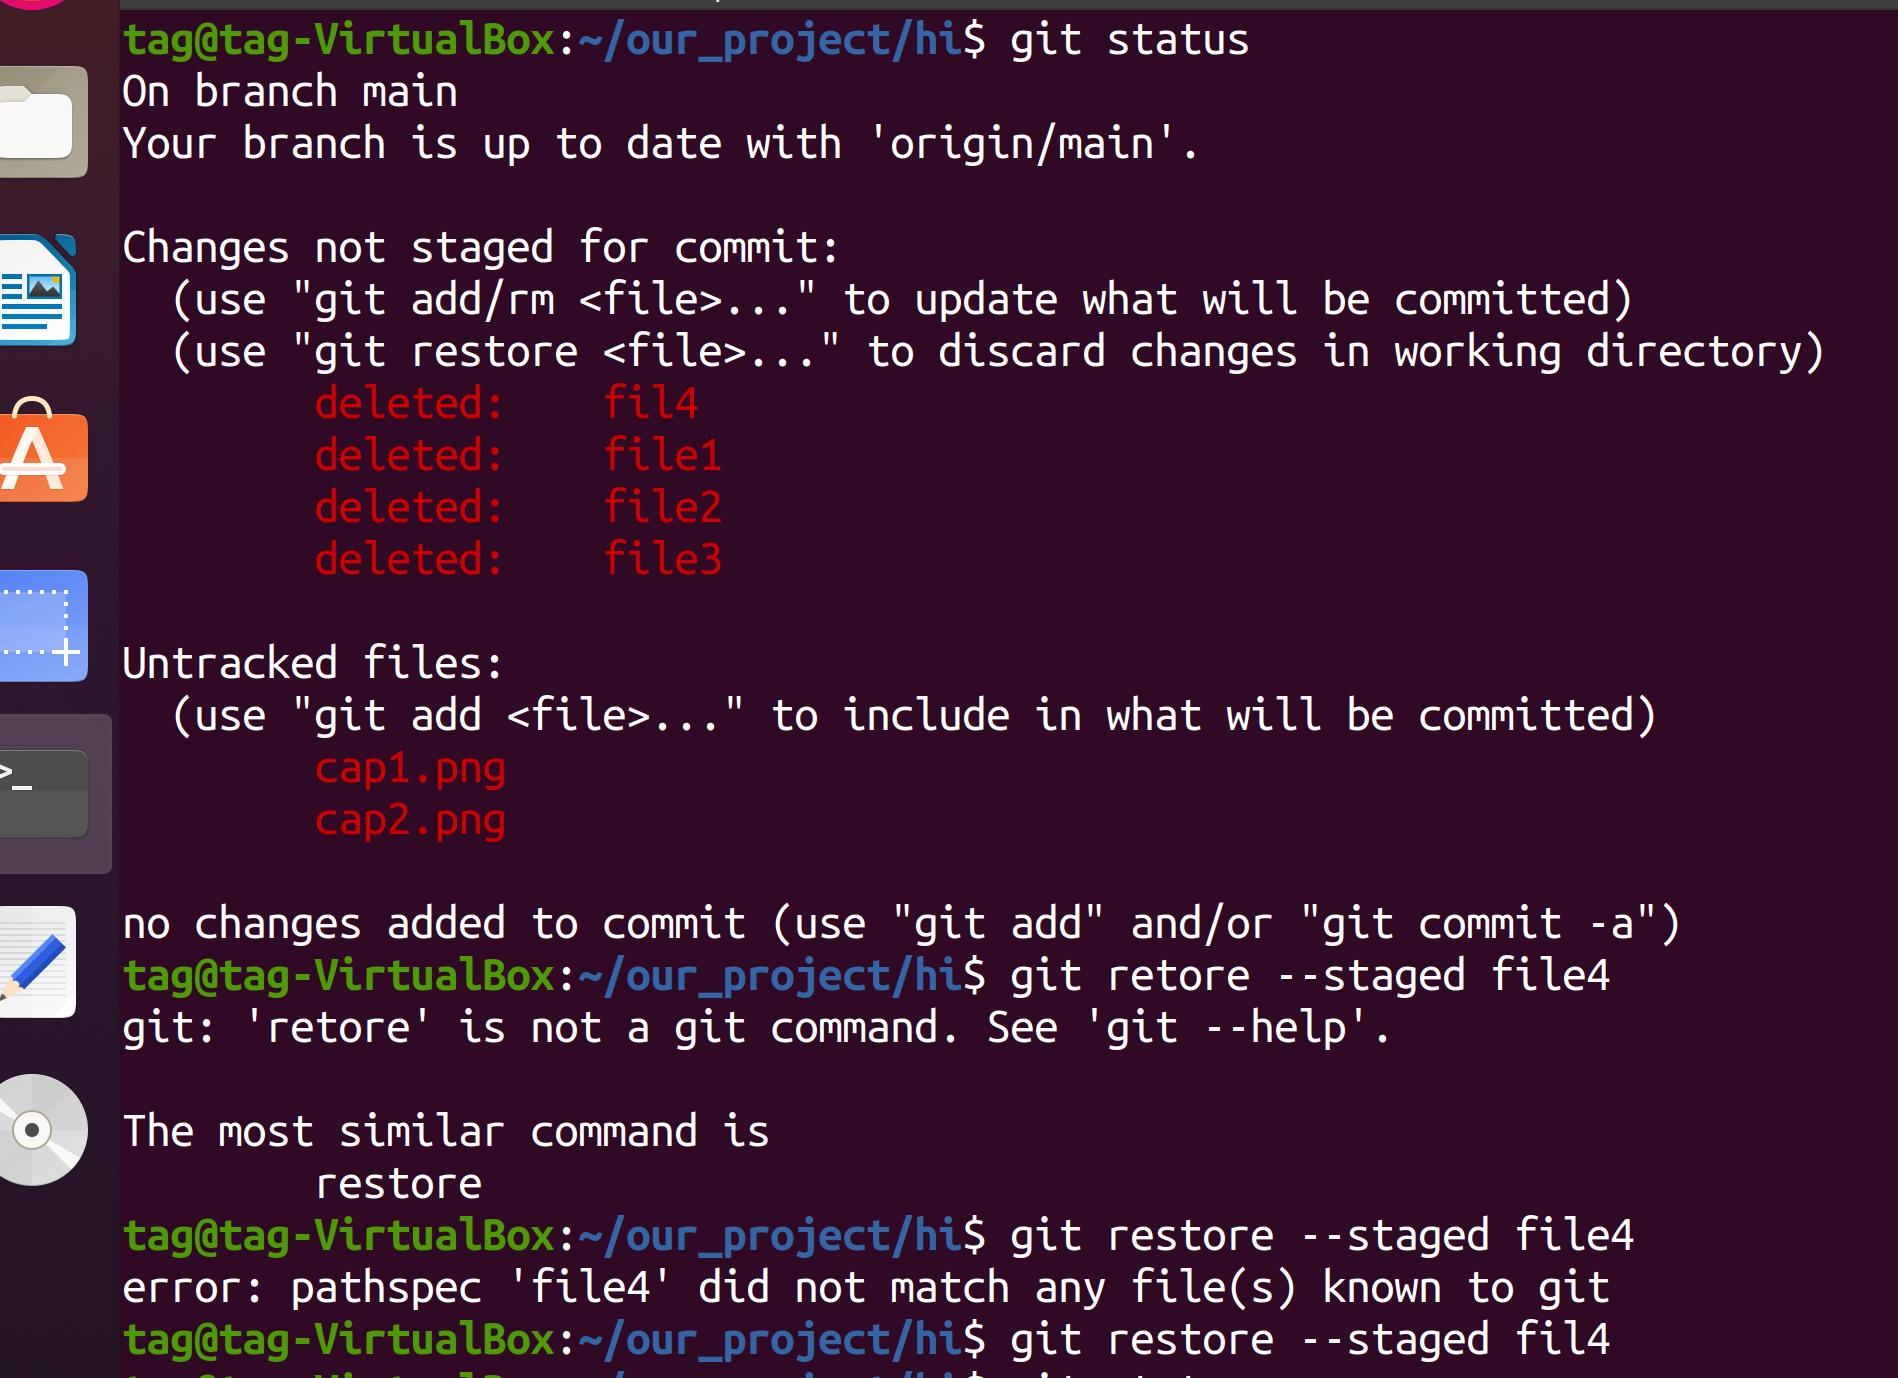 tag@tag-VirtualBox:~/our_project/hi$ git status
On branch main
Your branch is up to date with 'origin/main'.
Changes not staged for commit:
(use "git add/rm <file>..." to update what will be committed)
(use "git restore <file>..." to discard changes in working directory)
deleted: fil4
deleted: file1
deleted: file2
deleted: file3
Untracked files:
(use "git add <file>..." to include in what will be committed)
cap1.png
cap2.png
no changes added to commit (use "git add" and/or "git commit -a")
tag@tag-VirtualBox:~/our_project/hi$ git retore --staged file4
git: 'retore' is not a git command. See 'git --help'.
The most similar command is
restore
tag@tag-VirtualBox:~/our_project/hi$ git restore --staged file4
error: pathspec 'file4' did not match any file(s) known to git
tag@tag-VirtualBox:~/our_project/hi$ git restore --staged fil4